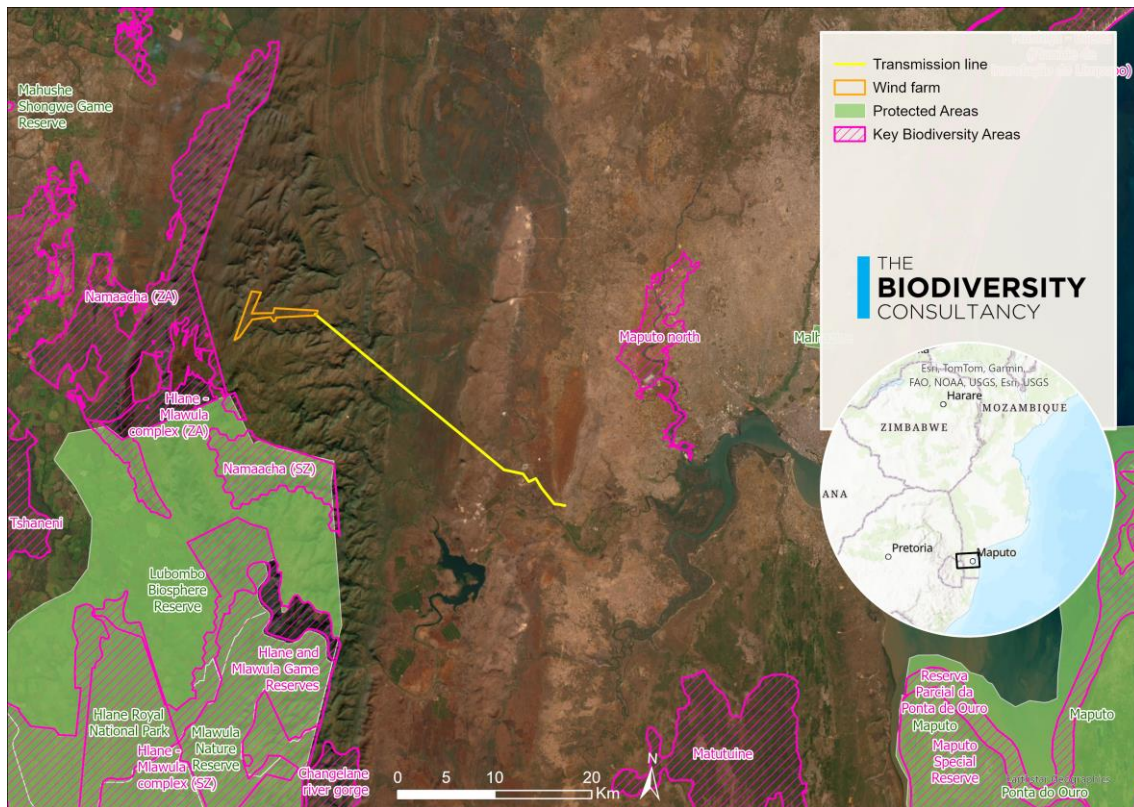 Mahushe
Shongwe Game
Reserve
Transmission line
Wind farm
Protected Areas
Key Biodiversity Areas
THE
BIODIVERSITY
CONSULTANCY
Namaacha (ZA)
Maputo north
Hlane -
Mlawula
complex (ZA)
Namaacha (SZ)
Tshaneni
Lubombo
Biosphere
Reserve
Hlane and
Mlawula Game
Reserves
Hlane Royal
National Park
Mlawula
Nature
Reserve
Hlane -
Mlawula
complex (SZ)
Changelane
river gorge
Matutuine
Reserva
Parcial da
Ponta de Ouro
Maputo
Maputo
Special
Reserve
Maputo
Ponta do Ouro
Esri, TomTom, Garmin,
FAO, NOAA, USGS, Esri, USGS
Harare
MOZAMBIQUE
ZIMBABWE
ANA
Pretoria
Maputo
0 5 10 20
Km
N